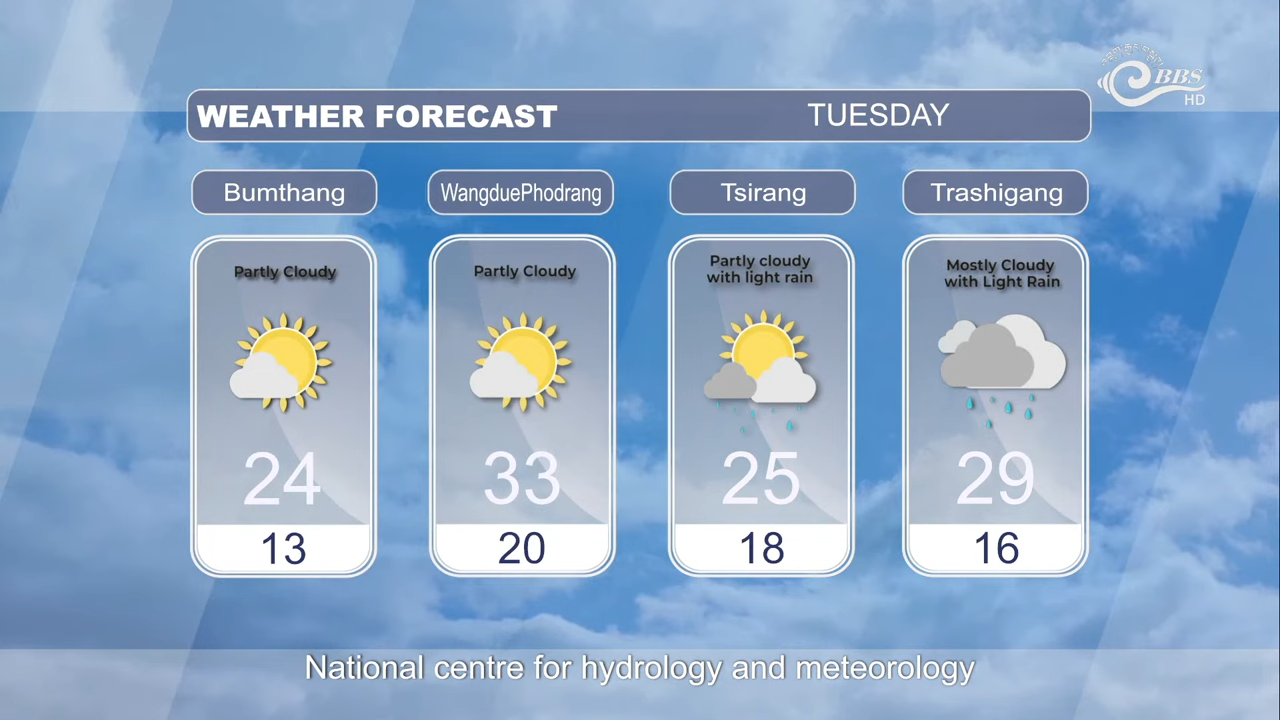 WEATHER FORECAST
TUESDAY
BBS
HD
Bumthang
WangduePhodrang
Tsirang
Trashigang
Partly Cloudy
24
13
Partly Cloudy
33
20
Partly cloudy
with light rain
25
18
Mostly Cloudy
with Light Rain
29
16
National centre for hydrology and meteorology